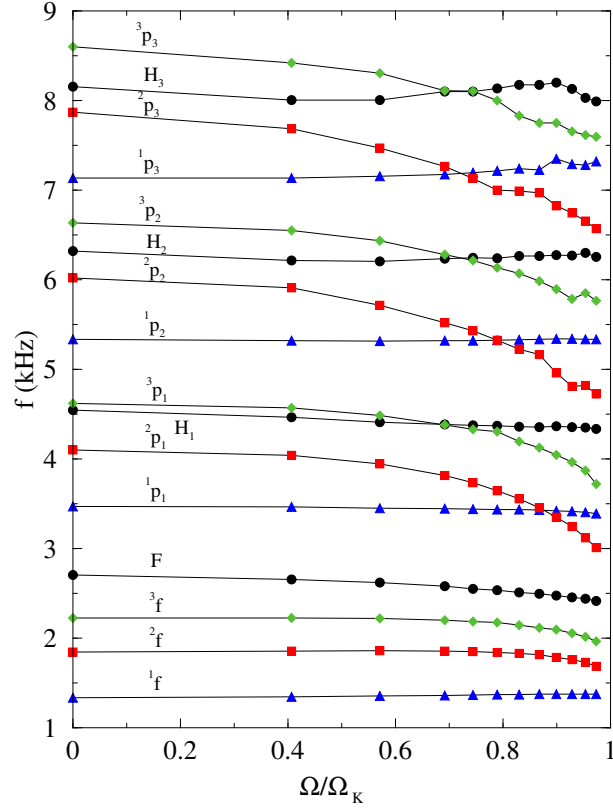 9
³p₃
H₃
8
²p₃
¹p₃
7
³p₂
H₂
6
²p₂
¹p₂
5
f (kHz)
³p₁
H₁
²p₁
4
¹p₁
3
F
³f
2
²f
¹f
1
0 0.2 0.4 0.6 0.8 1
Ω/Ω_K